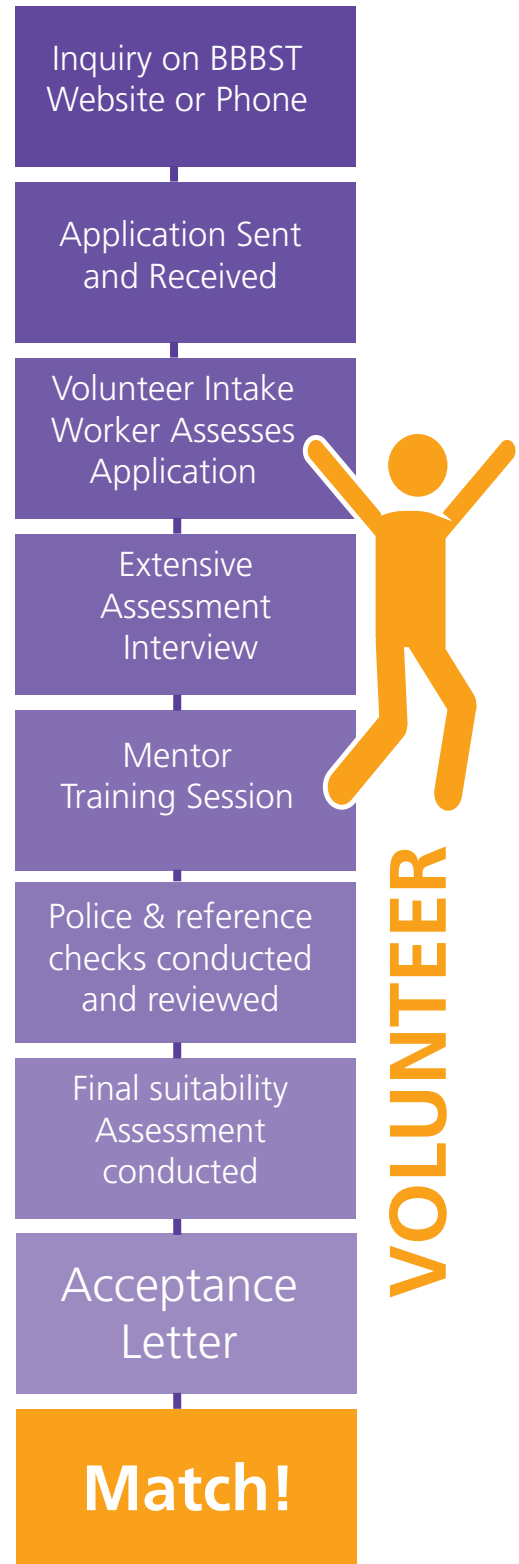 Inquiry on BBBST
Website or Phone
Application Sent
and Received
Volunteer Intake
Worker Assesses
Application
Extensive
Assessment
Interview
Mentor
Training Session
Police & reference
checks conducted
and reviewed
Final suitability
Assessment
conducted
Acceptance
Letter
Match!
VOLUNTEER